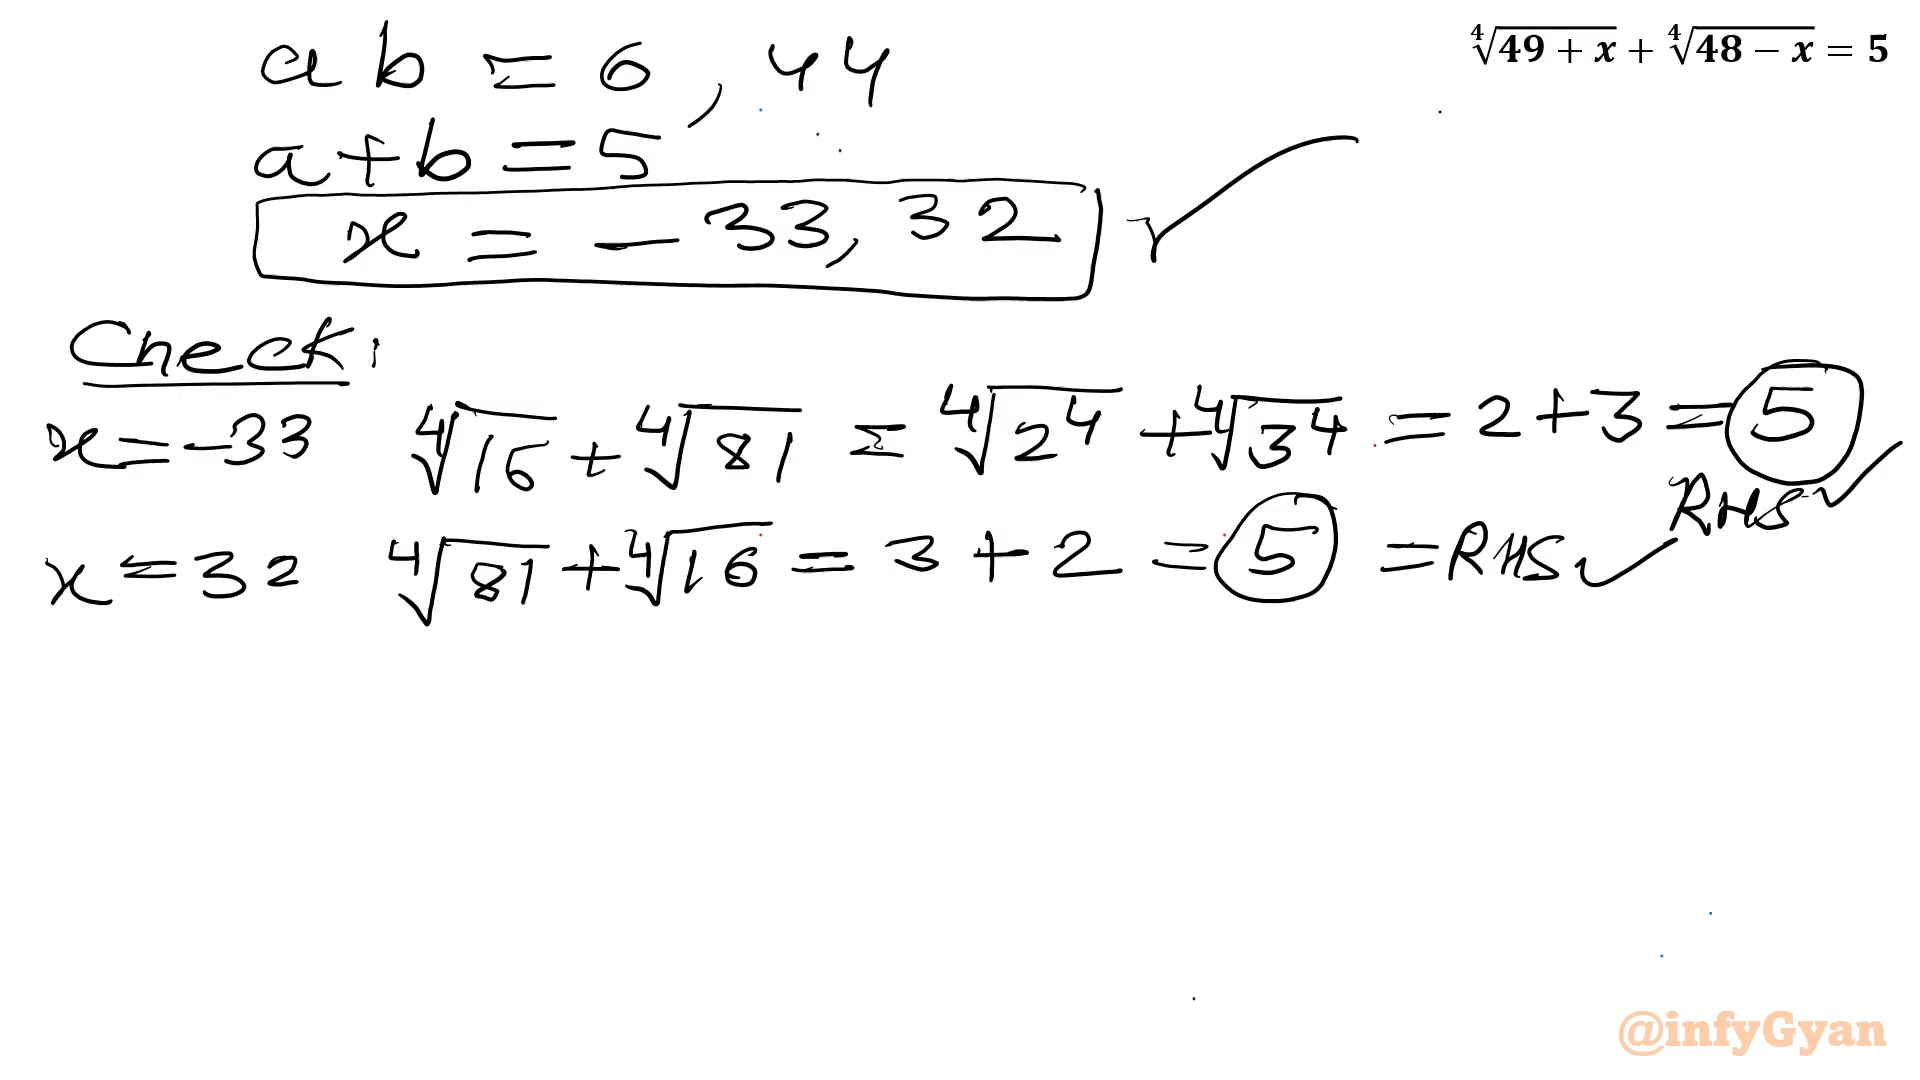 ab = 6, 44
∜(49 + x) + ∜(48 − x) = 5
a+b = 5
x = −33, 32
Check:
x = −33 ∜16 + ∜81 = ∜2⁴ + ∜3⁴ = 2+3 = 5
RHS
x = 32 ∜81 + ∜16 = 3 + 2 = 5 = RHS
@infyGyan